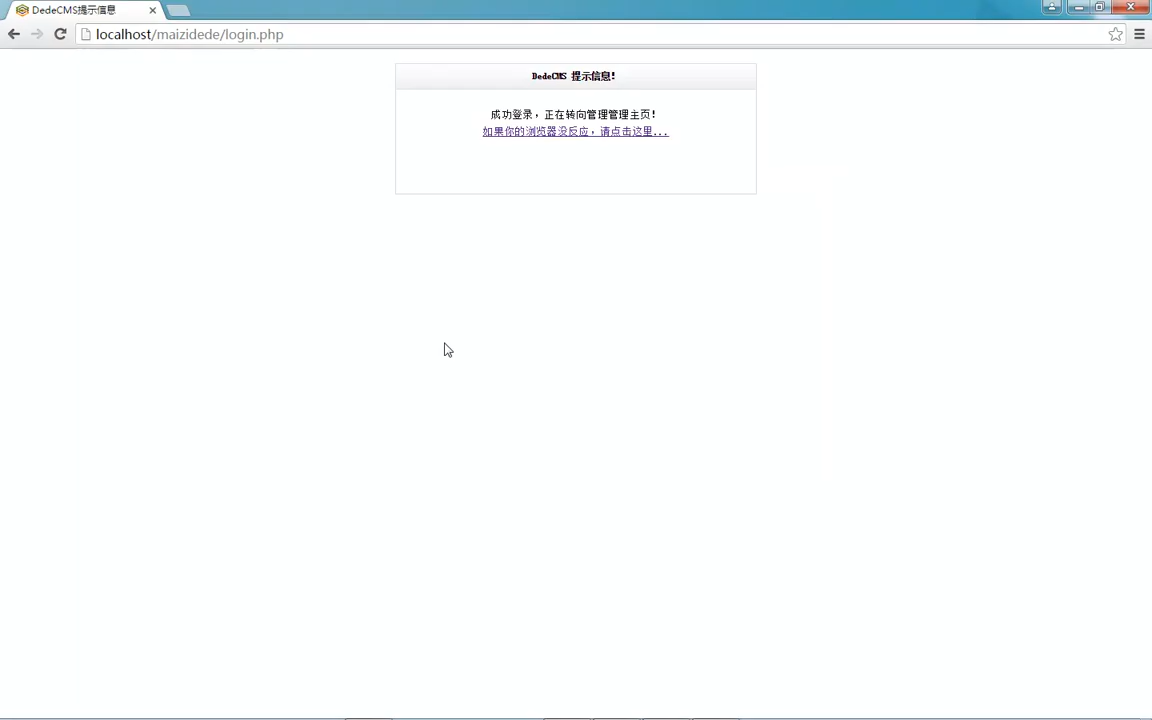 DedeCMS提示信息
localhost/maizidede/login.php
DedeCMS 提示信息！
成功登录，正在转向管理管理主页！
如果你的浏览器没反应，请点击这里...